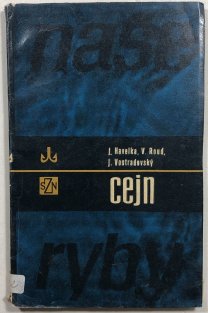 naše
J. Havelka, V. Roud,
J. Vostradovský
SZN
cejn
ryby